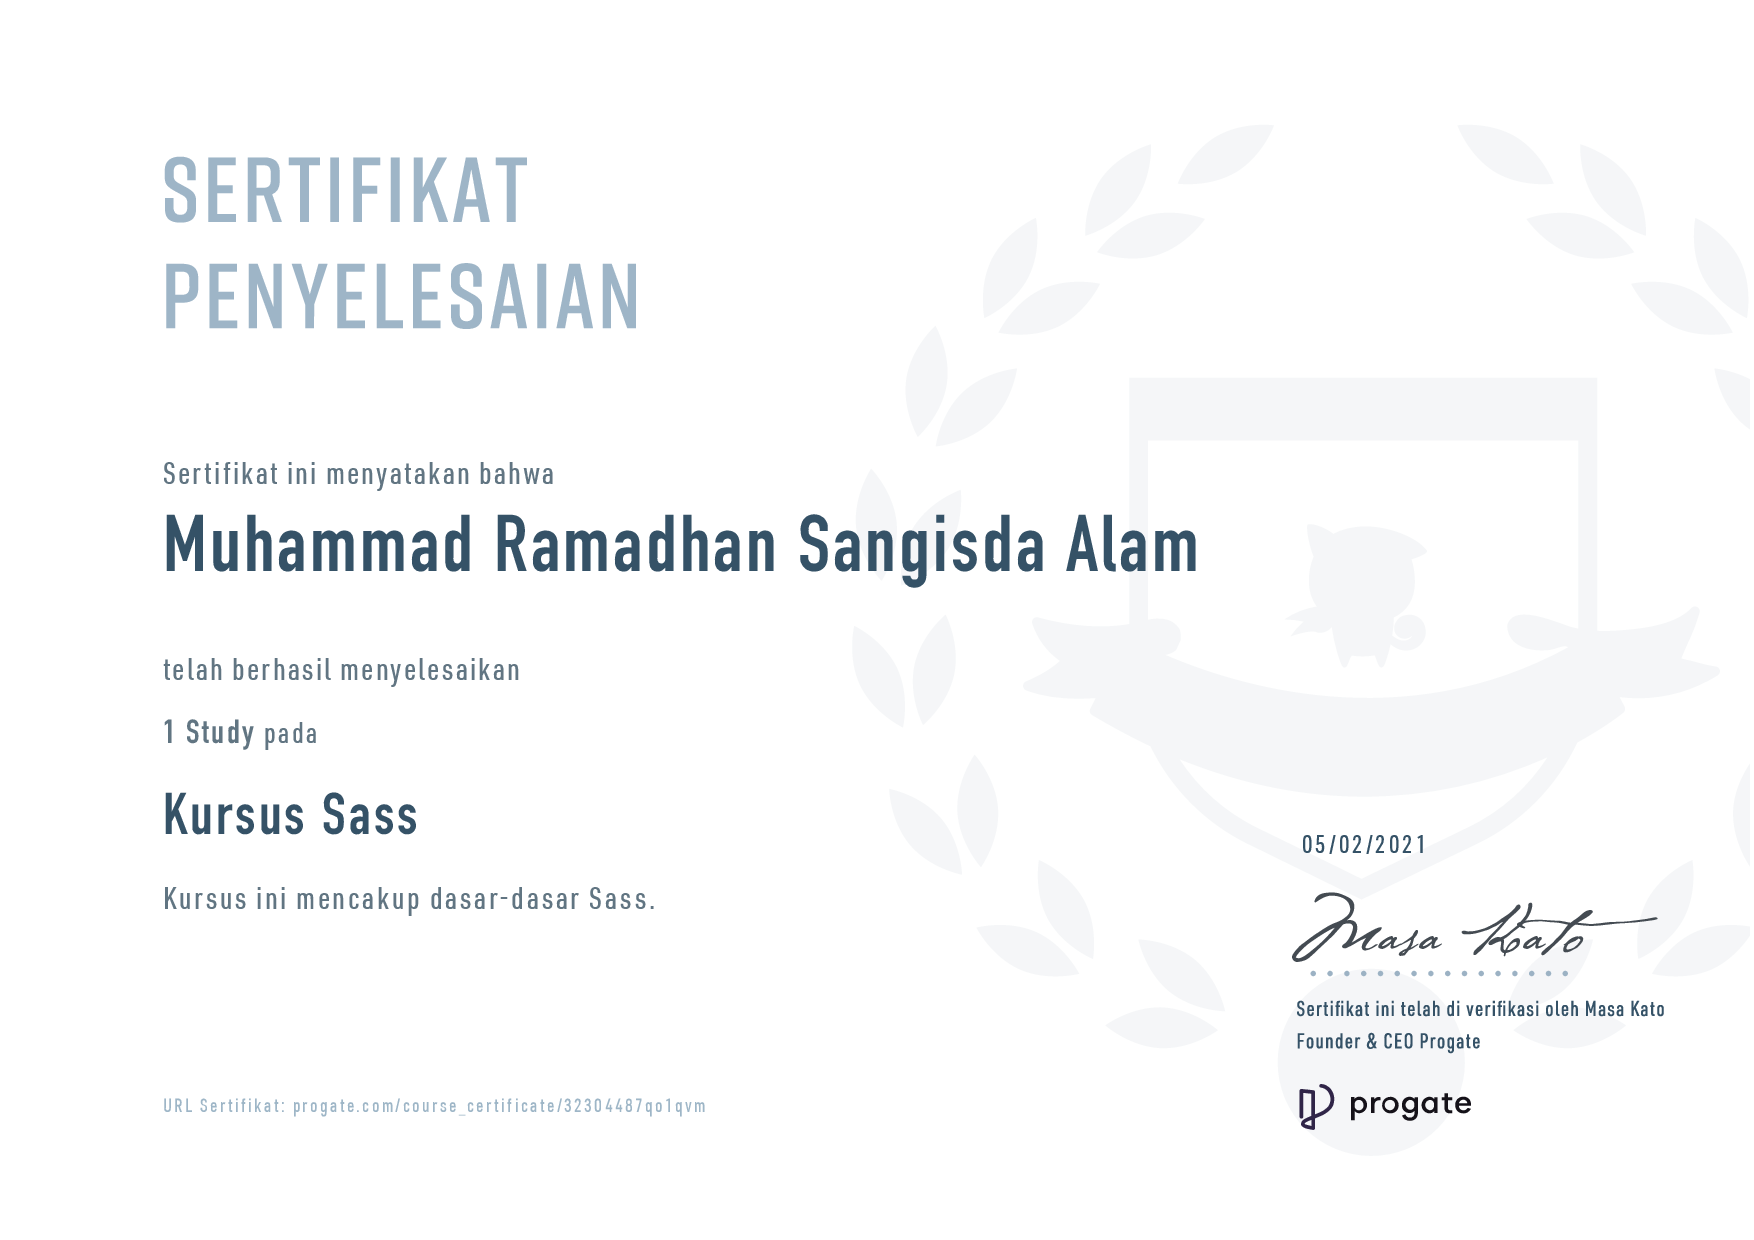 SERTIFIKAT
PENYELESAIAN
Sertifikat ini menyatakan bahwa
Muhammad Ramadhan Sangisda Alam
telah berhasil menyelesaikan
1 Study pada
Kursus Sass
Kursus ini mencakup dasar-dasar Sass.
05/02/2021
Masa Kato
Sertifikat ini telah di verifikasi oleh Masa Kato
Founder & CEO Progate
URL Sertifikat: progate.com/course_certificate/32304487qo1qvm
progate